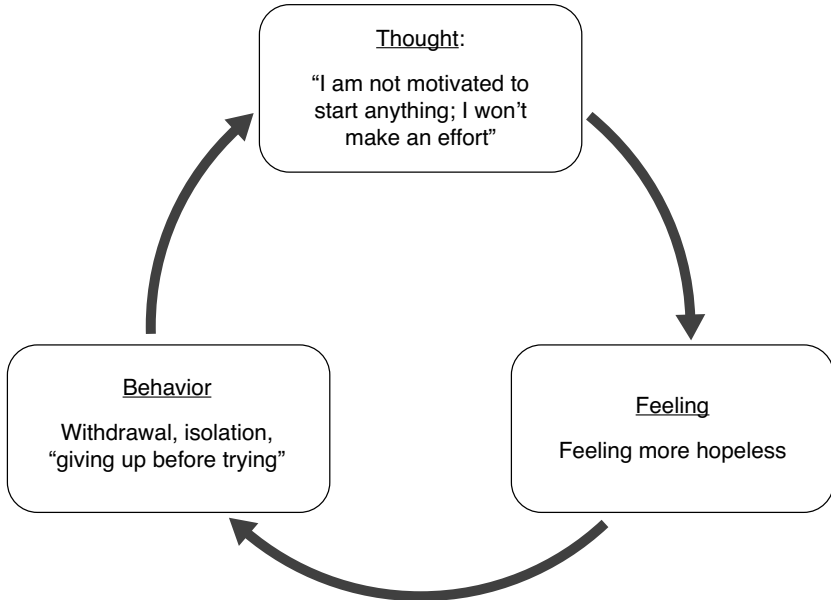 Thought:
“I am not motivated to
start anything; I won’t
make an effort”
Behavior
Withdrawal, isolation,
“giving up before trying”
Feeling
Feeling more hopeless